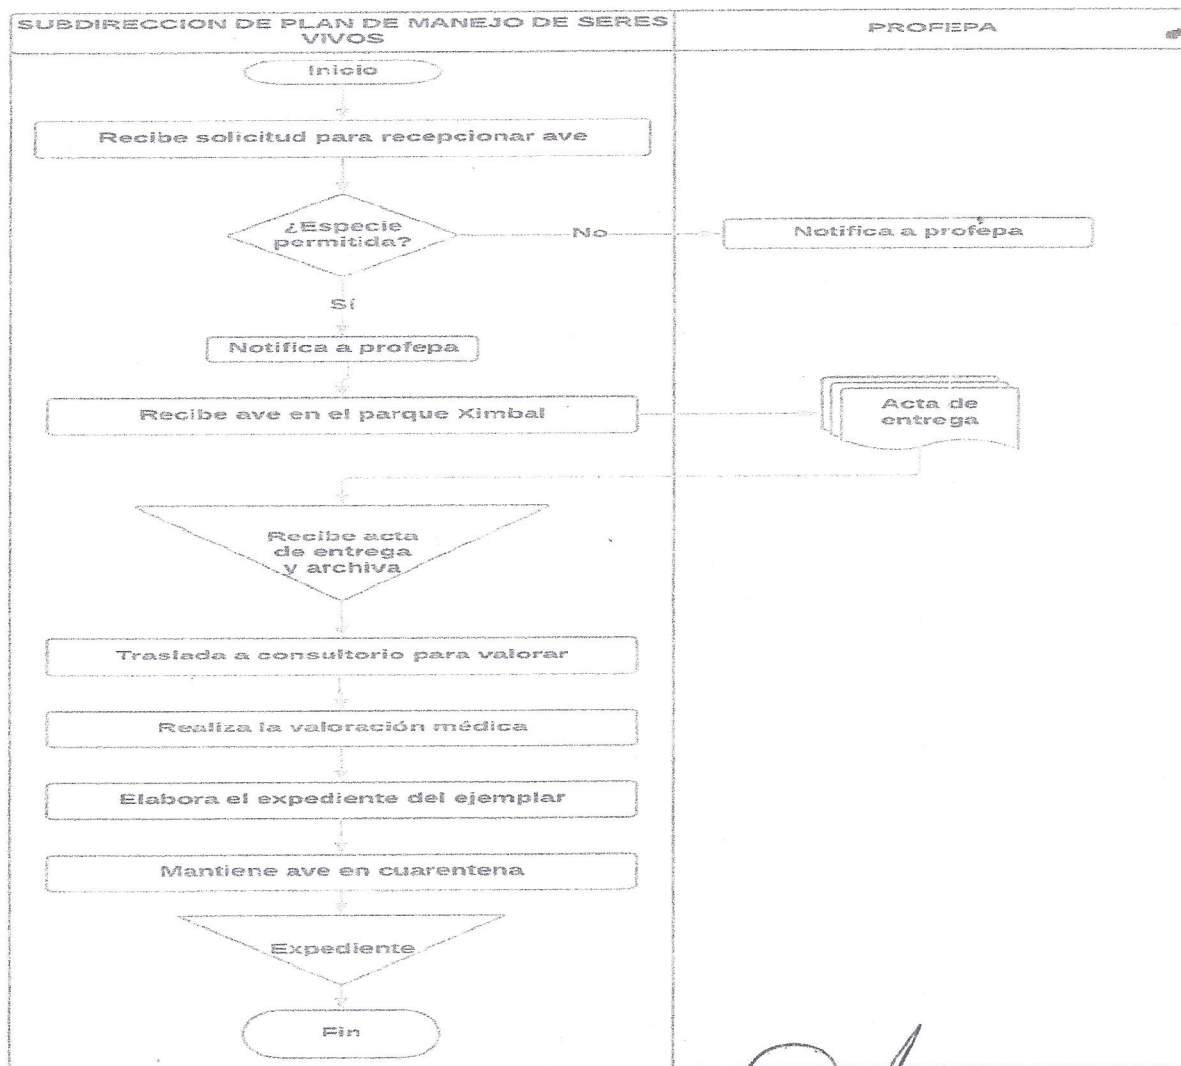 SUBDIRECCION DE PLAN DE MANEJO DE SERES
VIVOS
PROFIEPA
Inicio
Recibe solicitud para recepcionar ave
¿Especie
permitida?
No
Notifica a profepa
Sí
Notifica a profepa
Recibe ave en el parque Ximbal
Acta de
entrega
Recibe acta
de entrega
y archiva
Traslada a consultorio para valorar
Realiza la valoración médica
Elabora el expediente del ejemplar
Mantiene ave en cuarentena
Expediente
Fin